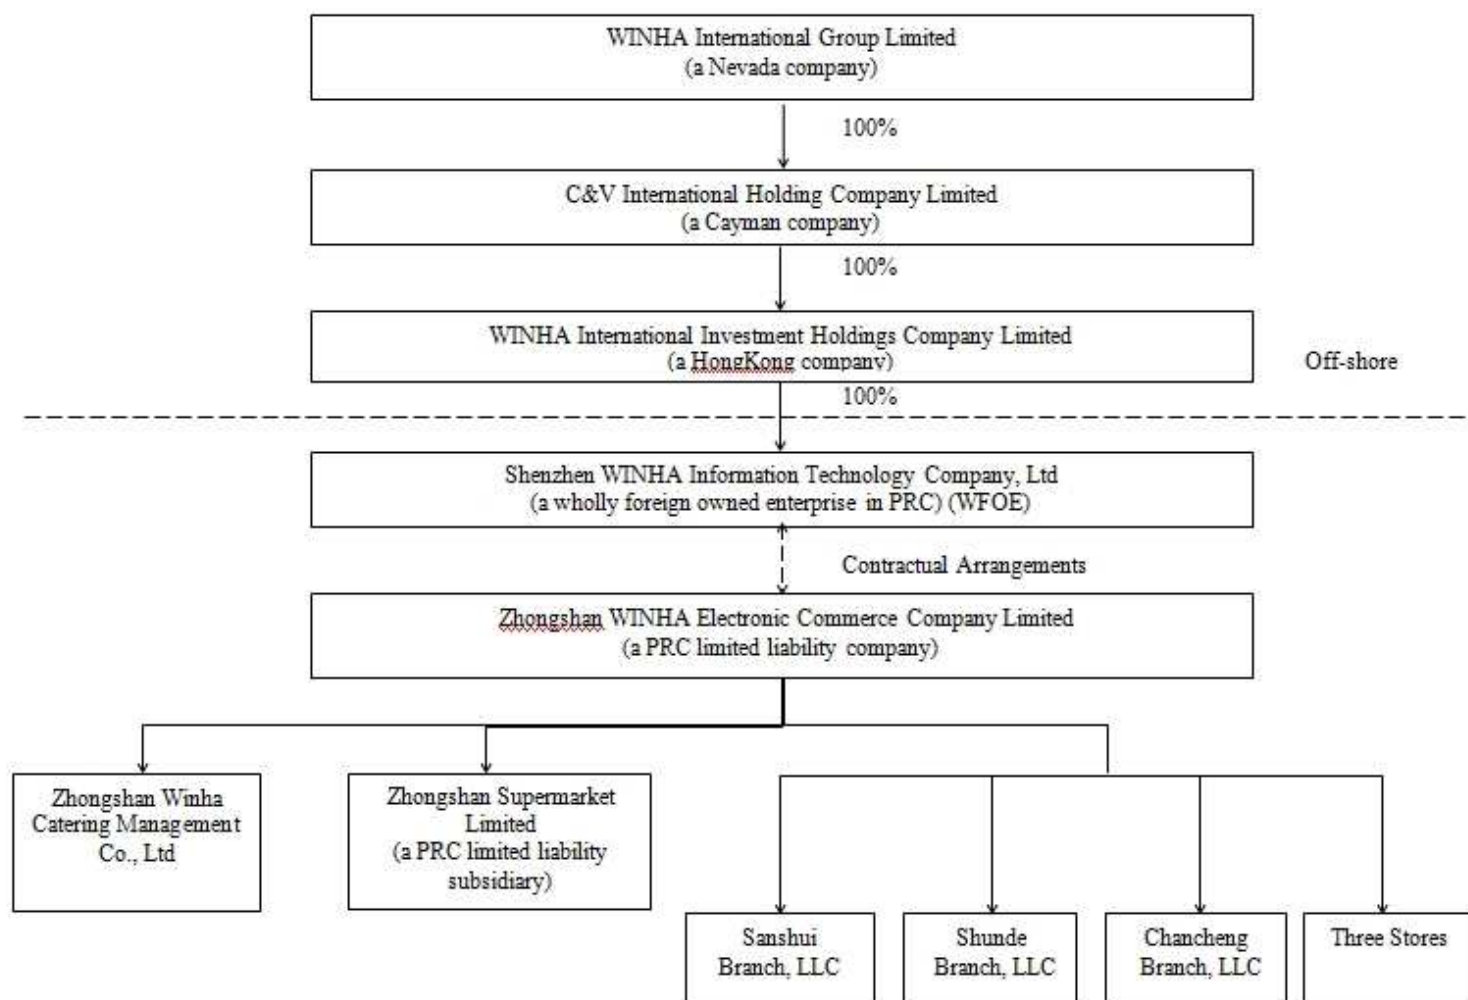 WINHA International Group Limited
(a Nevada company)
100%
C&V International Holding Company Limited
(a Cayman company)
100%
WINHA International Investment Holdings Company Limited
(a HongKong company)
Off-shore
100%
Shenzhen WINHA Information Technology Company, Ltd
(a wholly foreign owned enterprise in PRC) (WFOE)
Contractual Arrangements
Zhongshan WINHA Electronic Commerce Company Limited
(a PRC limited liability company)
Zhongshan Winha
Catering Management
Co., Ltd
Zhongshan Supermarket
Limited
(a PRC limited liability
subsidiary)
Sanshui
Branch, LLC
Shunde
Branch, LLC
Chancheng
Branch, LLC
Three Stores